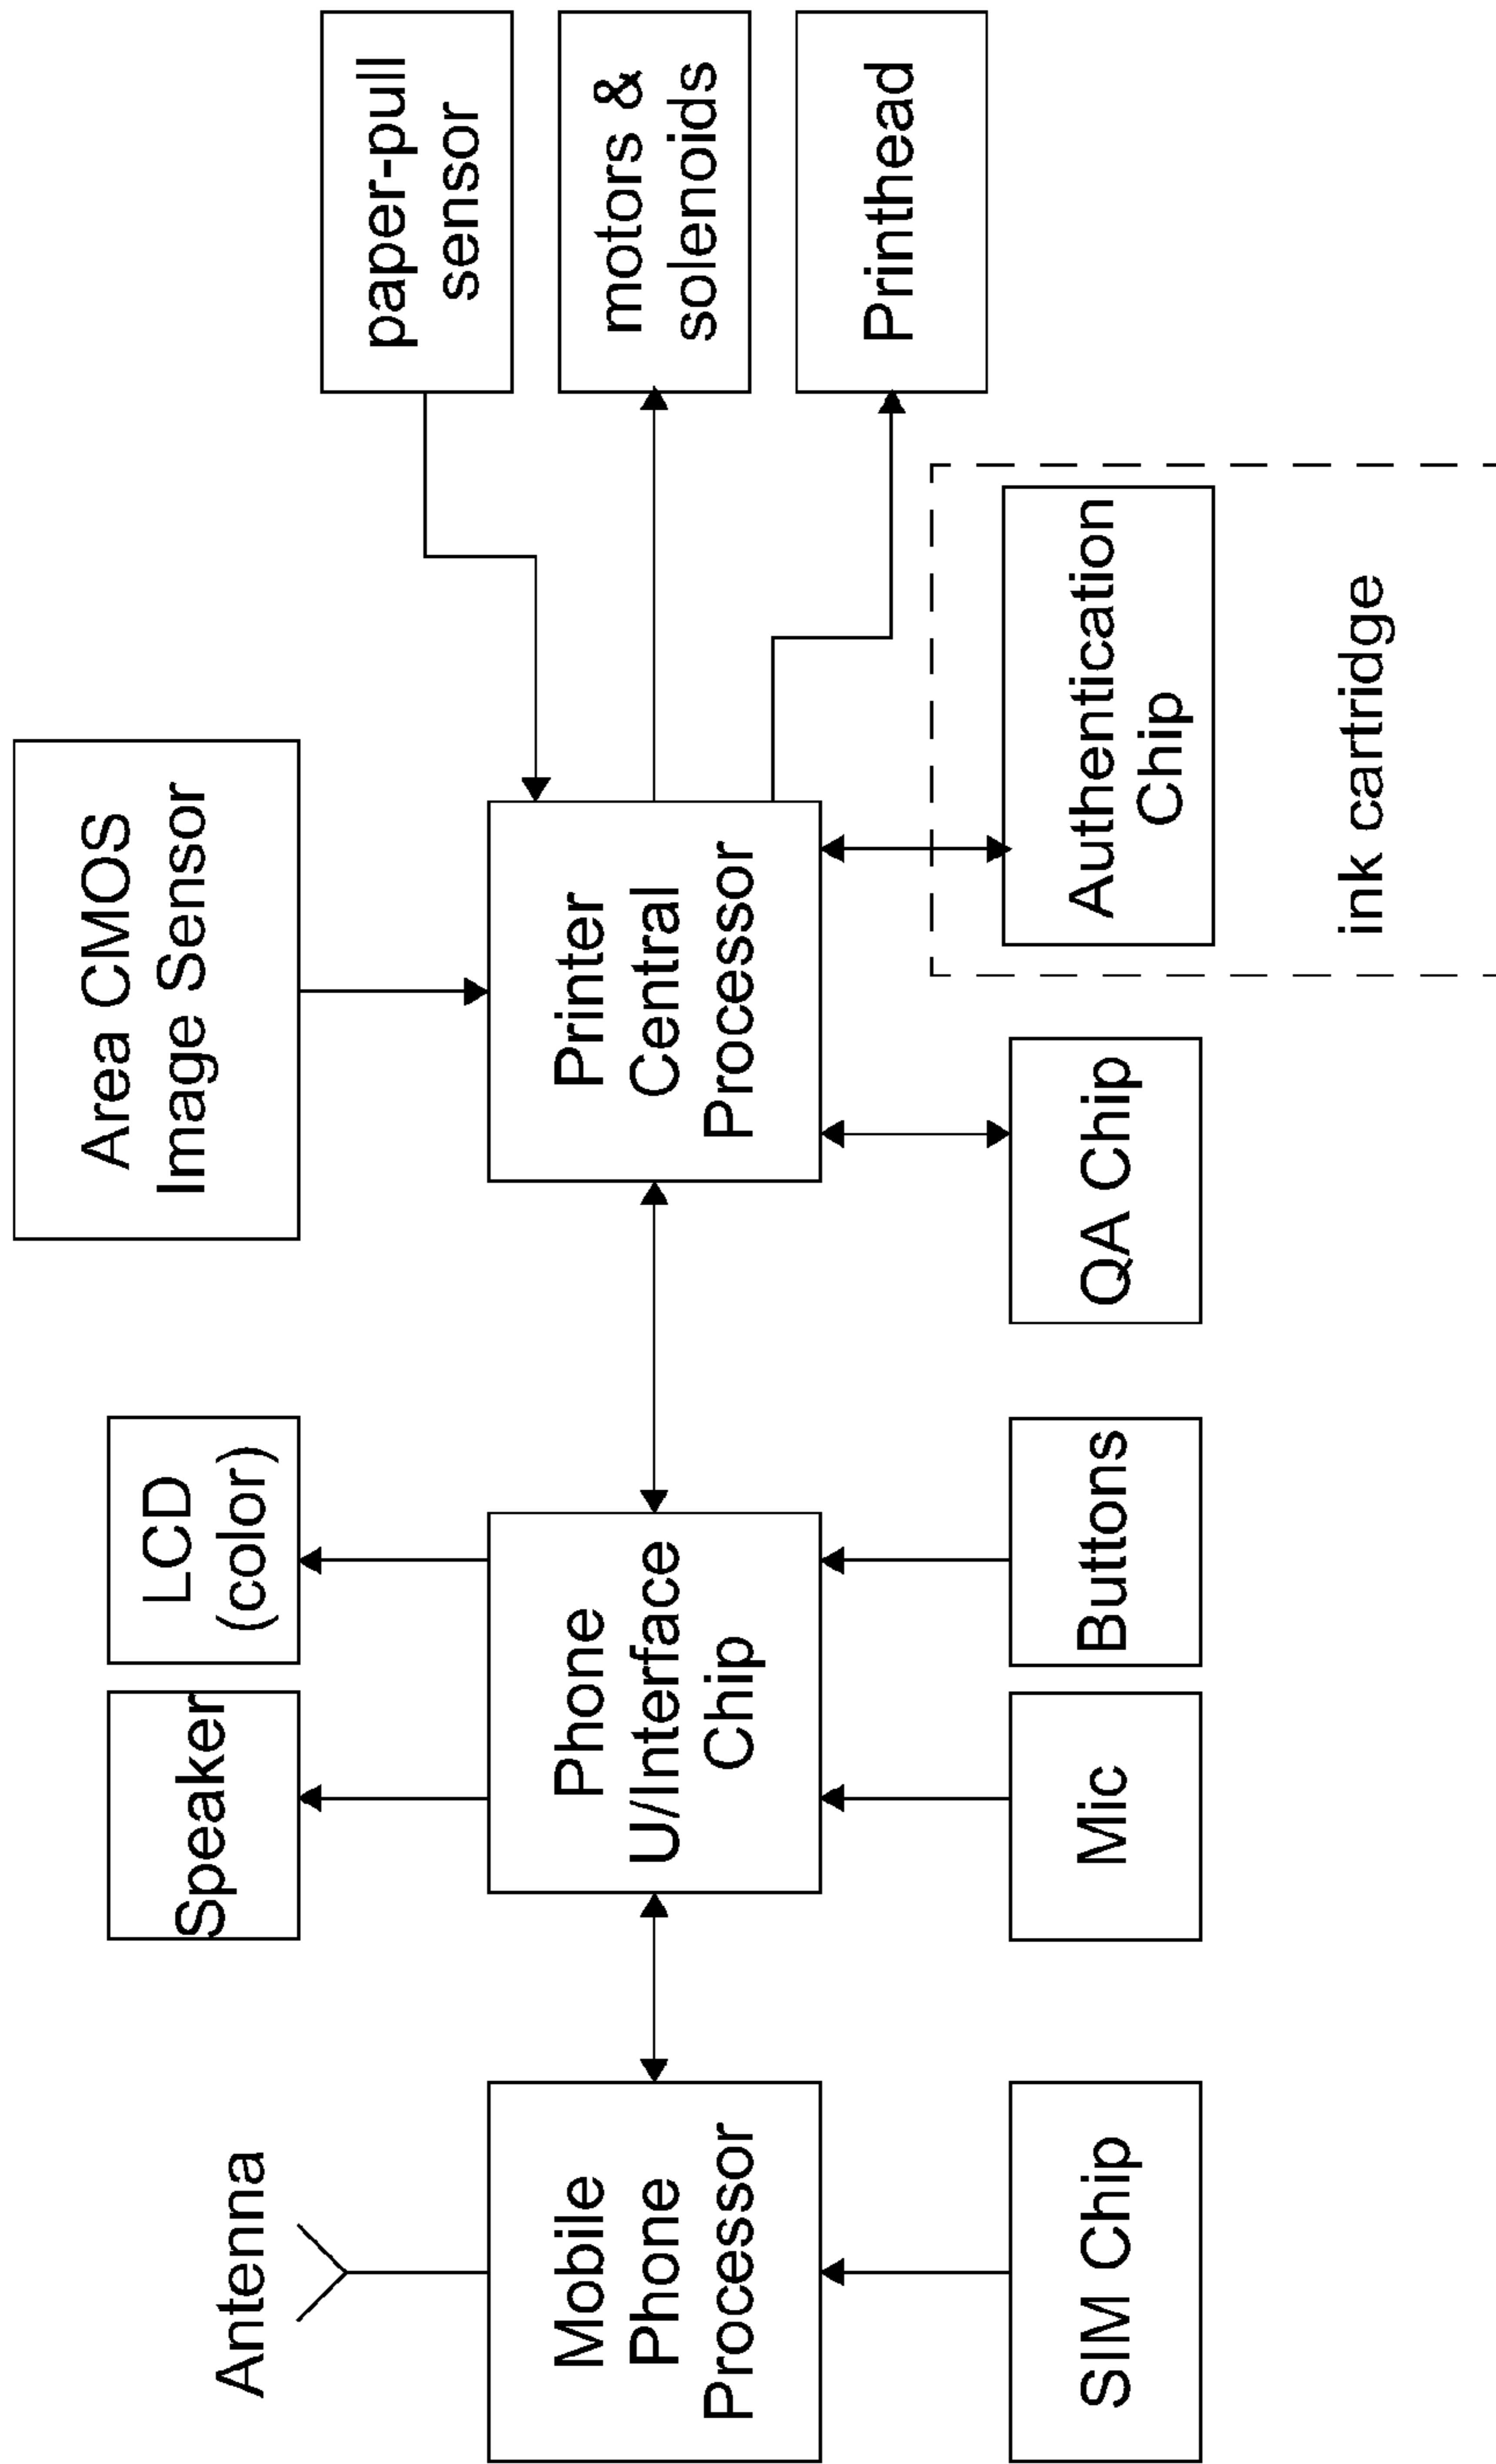 Antenna
Speaker
LCD
(color)
Area CMOS
Image Sensor
paper-pull
sensor
Mobile
Phone
Processor
Phone
U/Interface
Chip
Printer
Central
Processor
motors &
solenoids
Printhead
SIM Chip
Mic
Buttons
QA Chip
Authentication
Chip
ink cartridge